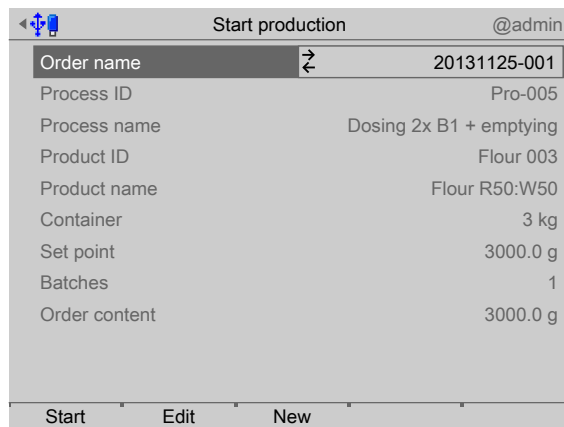 Start production @admin
Order name 20131125-001
Process ID Pro-005
Process name Dosing 2x B1 + emptying
Product ID Flour 003
Product name Flour R50:W50
Container 3 kg
Set point 3000.0 g
Batches 1
Order content 3000.0 g
Start Edit New